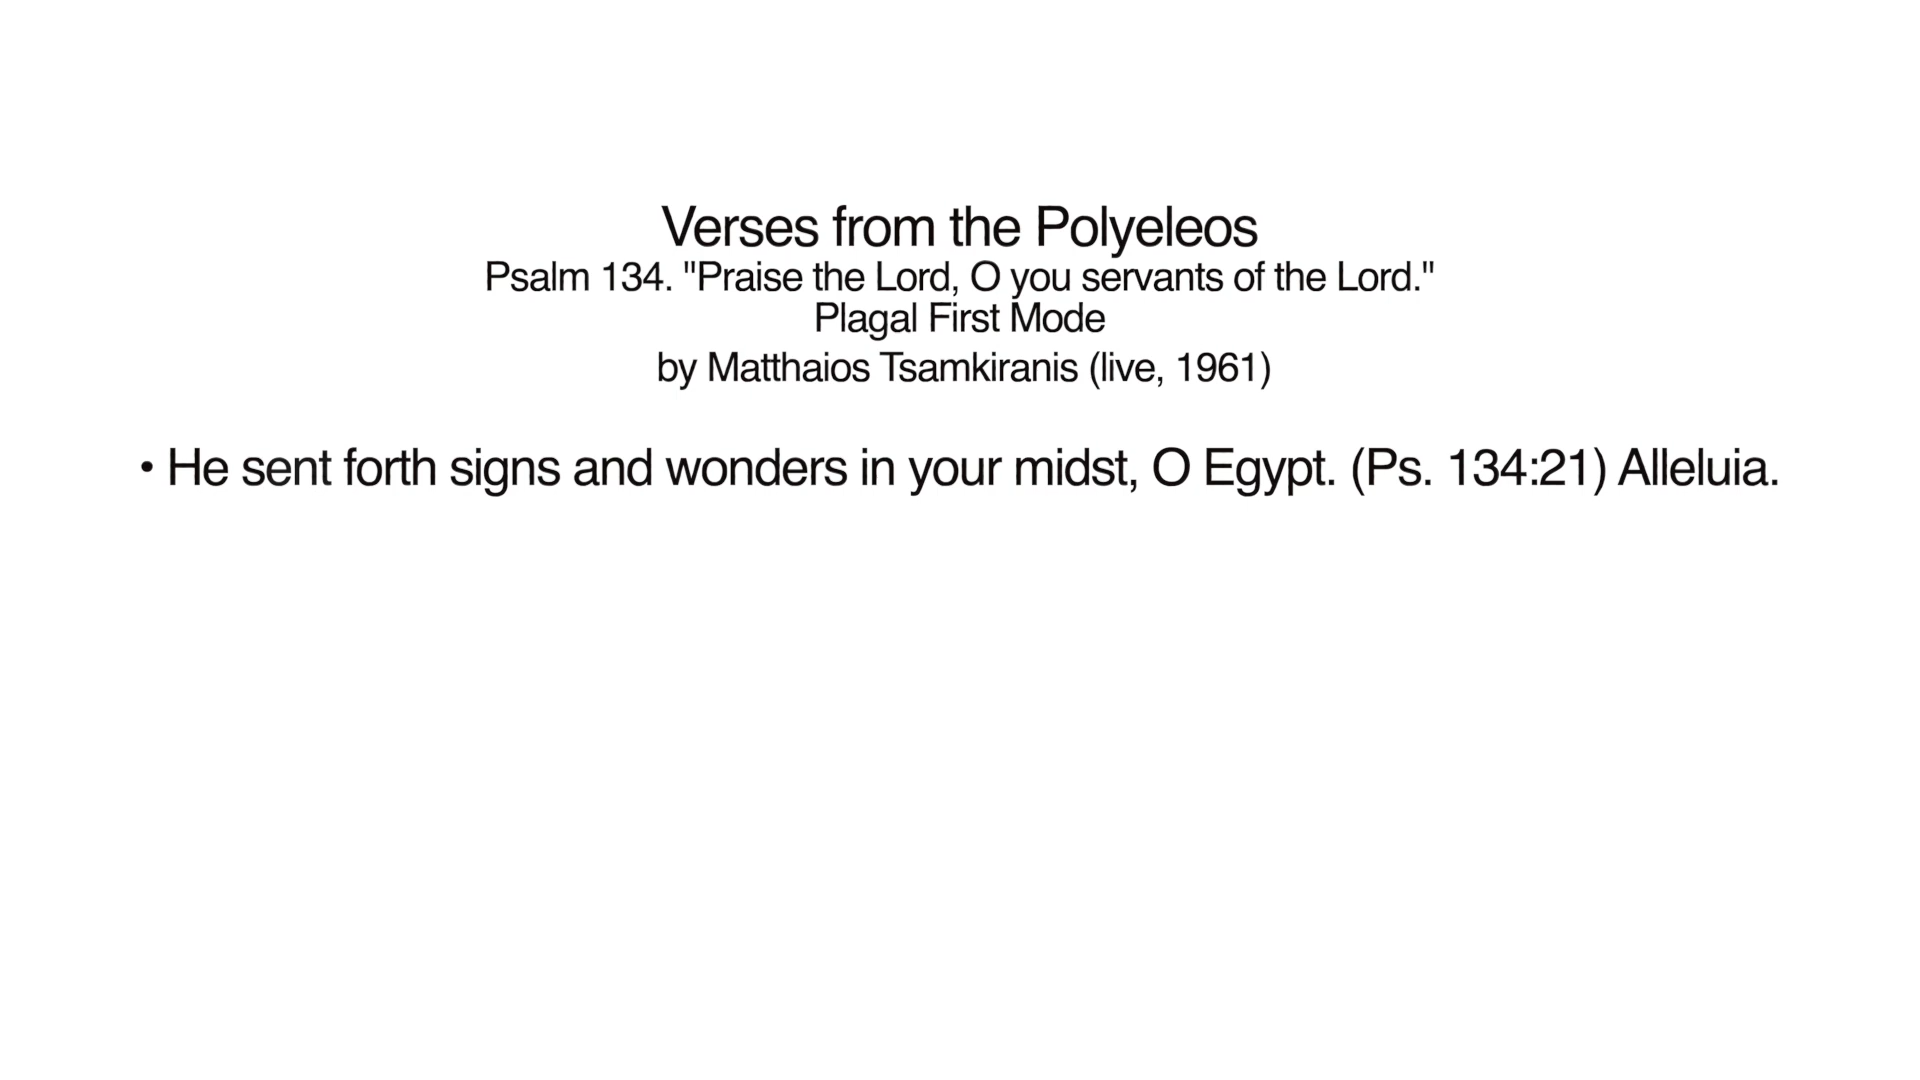 Verses from the Polyeleos
Psalm 134. "Praise the Lord, O you servants of the Lord."
Plagal First Mode
by Matthaios Tsamkiranis (live, 1961)
• He sent forth signs and wonders in your midst, O Egypt. (Ps. 134:21) Alleluia.